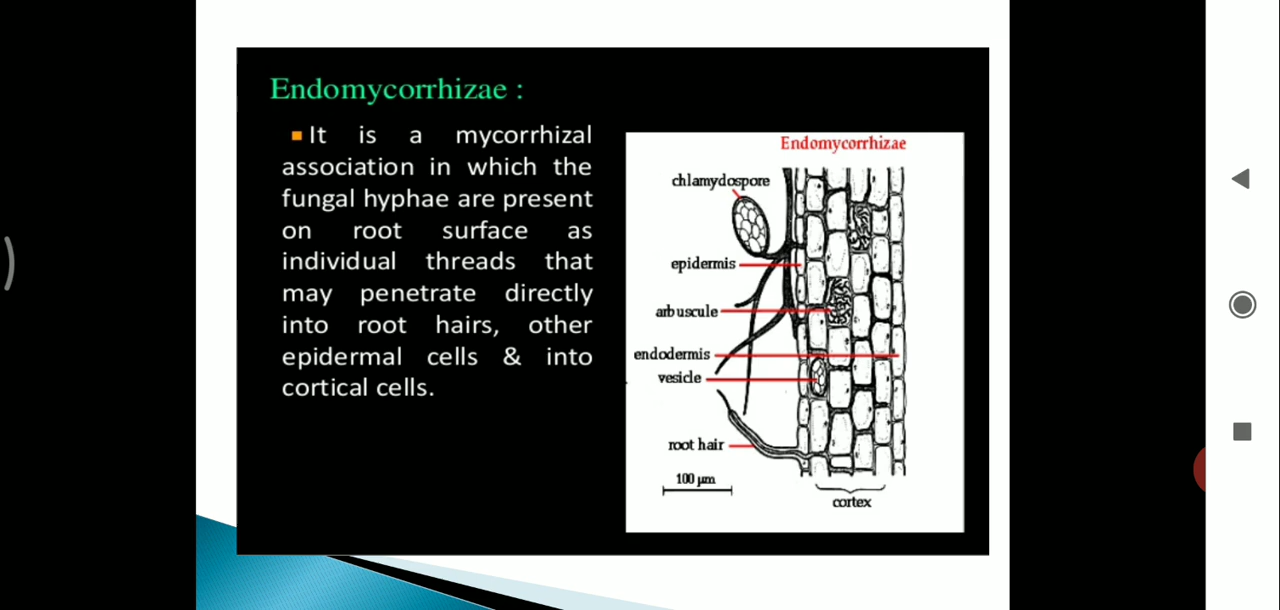 Endomycorrhizae :
It is a mycorrhizal
association in which the
fungal hyphae are present
on root surface as
individual threads that
may penetrate directly
into root hairs, other
epidermal cells & into
cortical cells.
Endomycorrhizae
chlamydospore
epidermis
arbuscule
endodermis
vesicle
root hair
100 µm
cortex